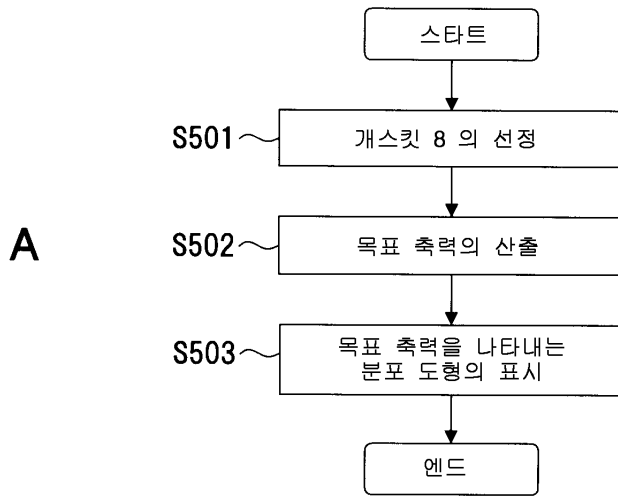 스타트
S501
개스킷 8 의 선정
A
S502
목표 축력의 산출
S503
목표 축력을 나타내는
분포 도형의 표시
엔드